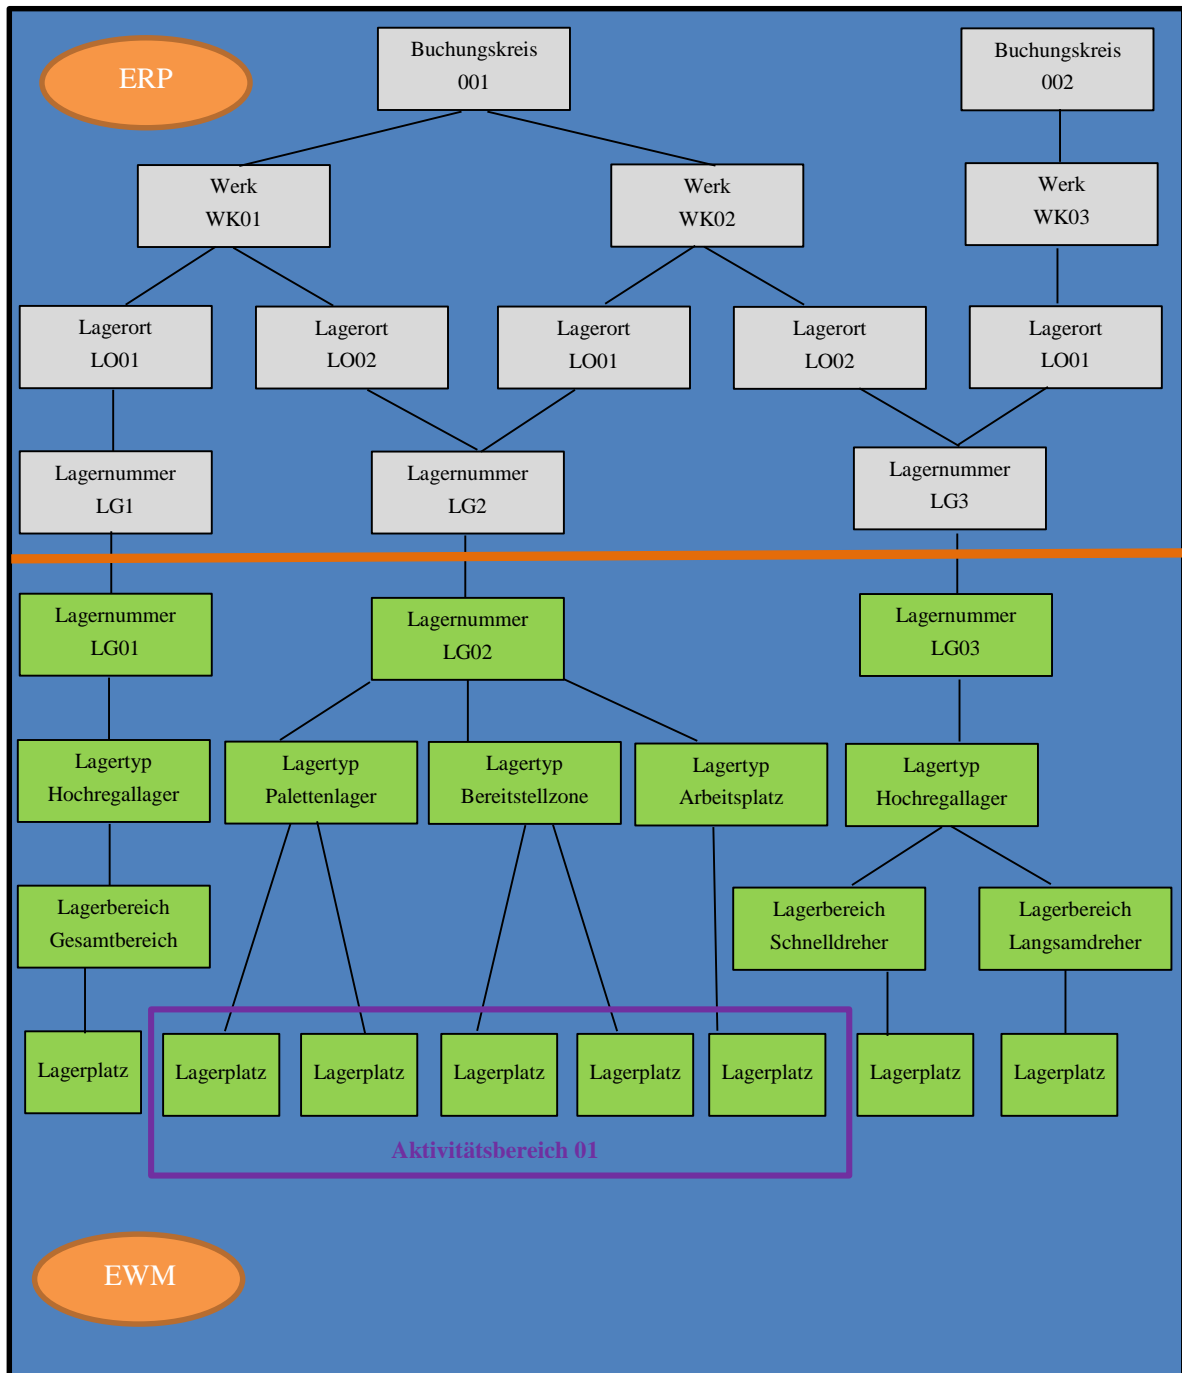 ERP
Buchungskreis
001
Buchungskreis
002
Werk
WK01
Werk
WK02
Werk
WK03
Lagerort
LO01
Lagerort
LO02
Lagerort
LO01
Lagerort
LO02
Lagerort
LO01
Lagernummer
LG1
Lagernummer
LG2
Lagernummer
LG3
Lagernummer
LG01
Lagernummer
LG02
Lagernummer
LG03
Lagertyp
Hochregallager
Lagertyp
Palettenlager
Lagertyp
Bereitstellzone
Lagertyp
Arbeitsplatz
Lagertyp
Hochregallager
Lagerbereich
Gesamtbereich
Lagerbereich
Schnelldreher
Lagerbereich
Langsamdreher
Lagerplatz
Lagerplatz
Lagerplatz
Lagerplatz
Lagerplatz
Lagerplatz
Lagerplatz
Lagerplatz
Aktivitätsbereich 01
EWM